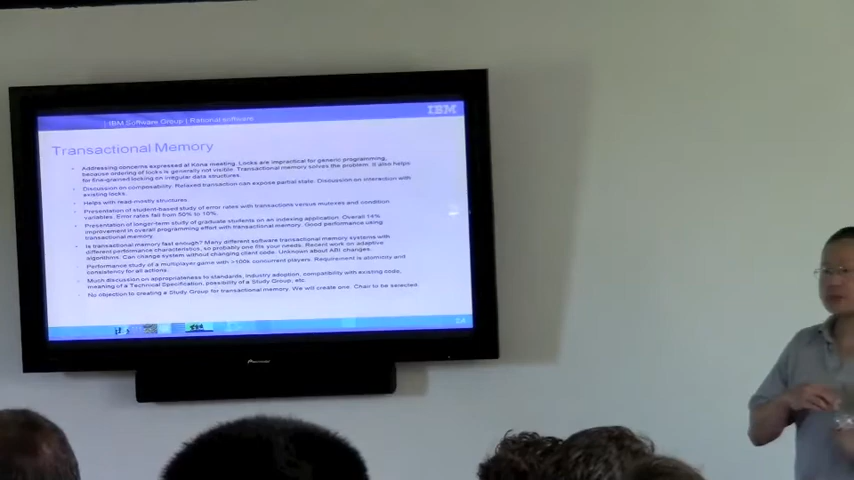 IBM Software Group | Rational software
IBM
Transactional Memory
Addressing concerns expressed at Kona meeting. Locks are impractical for generic programming,
because ordering of locks is generally not visible. Transactional memory solves the problem. It also helps
for fine-grained locking on irregular data structures.
Discussion on composability: Relaxed transaction can expose partial state. Discussion on interaction with
existing locks.
Helps with read-mostly structures.
Presentation of student-based study of error rates with transactions versus mutexes and condition
variables. Error rates fall from 50% to 10%.
Presentation of longer-term study of graduate students on an indexing application. Overall 14%
improvement in overall programming effort with transactional memory. Good performance using
transactional memory.
Is transactional memory fast enough? Many different software transactional memory systems with
different performance characteristics, so probably one fits your needs. Recent work on adaptive
algorithms. Can change system without changing client code. Unknown about ABI changes.
Performance study of a multiplayer game with >100k concurrent players. Requirement is atomicity and
consistency for all actions.
Much discussion on appropriateness to standards, industry adoption, compatibility with existing code,
meaning of a Technical Specification, possibility of a Study Group, etc.
No objection to creating a Study Group for transactional memory. We will create one. Chair to be selected.
Pioneer